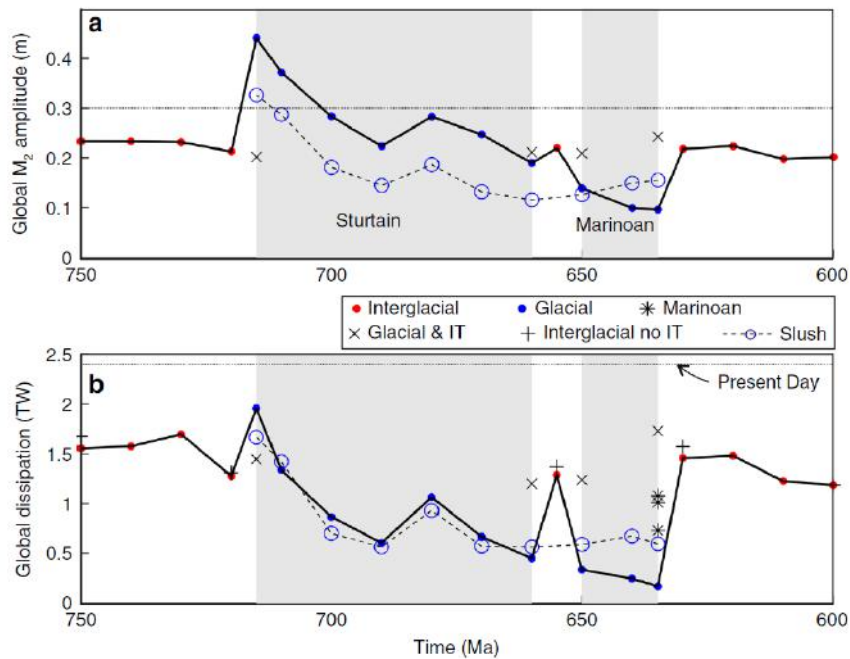 a
Global M₂ amplitude (m)
0.4
0.3
0.2
0.1
0
Sturtain
Marinoan
750
700
650
600
Interglacial
Glacial
Marinoan
Glacial & IT
Interglacial no IT
Slush
b
Global dissipation (TW)
2.5
2
1.5
1
0.5
0
Present Day
750
700
650
600
Time (Ma)